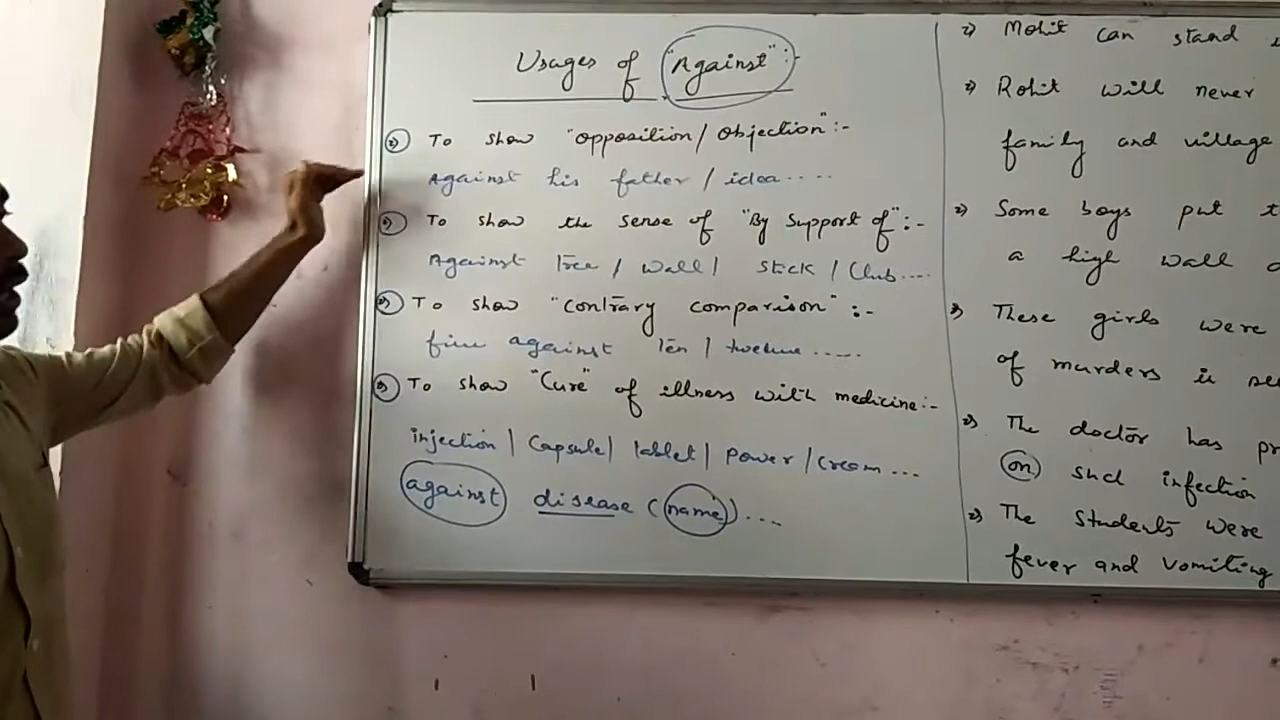 Usages of "Against":-
To show "opposition/objection":-
Against his father / idea....
To show the sense of "By Support of":-
Against tree / wall / stick / club....
To show "contrary comparison":-
five against ten / twelve .....
To show "Cure" of illness with medicine:-
injection / Capsule / tablet / power / cream ...
against disease (name)....
Mohit can stand
Rohit will never
family and village
Some boys put
a high wall
These girls were
of murders is
The doctor has
on such infection
The students were
fever and vomiting